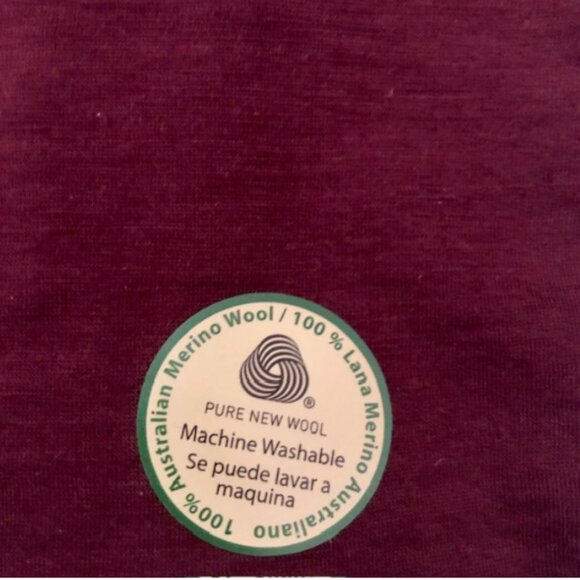 100% Australian Merino Wool / 100 % Lana Merino Australiano
®
PURE NEW WOOL
Machine Washable
Se puede lavar a
maquina